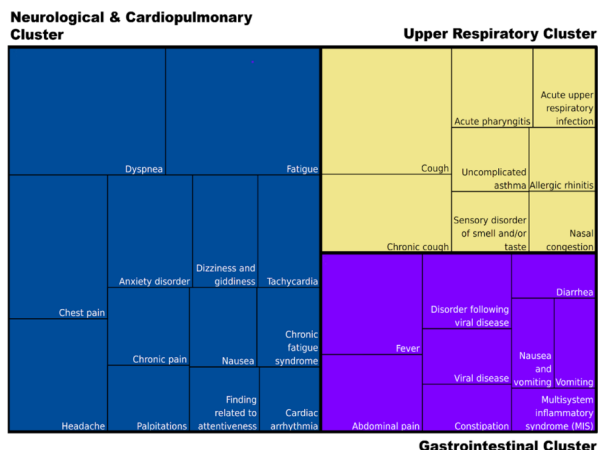 Neurological & Cardiopulmonary
Cluster
Upper Respiratory Cluster
Dyspnea
Fatigue
Chest pain
Anxiety disorder
Dizziness and
giddiness
Tachycardia
Headache
Chronic pain
Nausea
Chronic
fatigue
syndrome
Palpitations
Finding
related to
attentiveness
Cardiac
arrhythmia
Cough
Acute pharyngitis
Acute upper
respiratory
infection
Chronic cough
Uncomplicated
asthma
Allergic rhinitis
Sensory disorder
of smell and/or
taste
Nasal
congestion
Fever
Disorder following
viral disease
Diarrhea
Abdominal pain
Viral disease
Nausea
and
vomiting
Vomiting
Constipation
Multisystem
inflammatory
syndrome (MIS)
Gastrointestinal Cluster